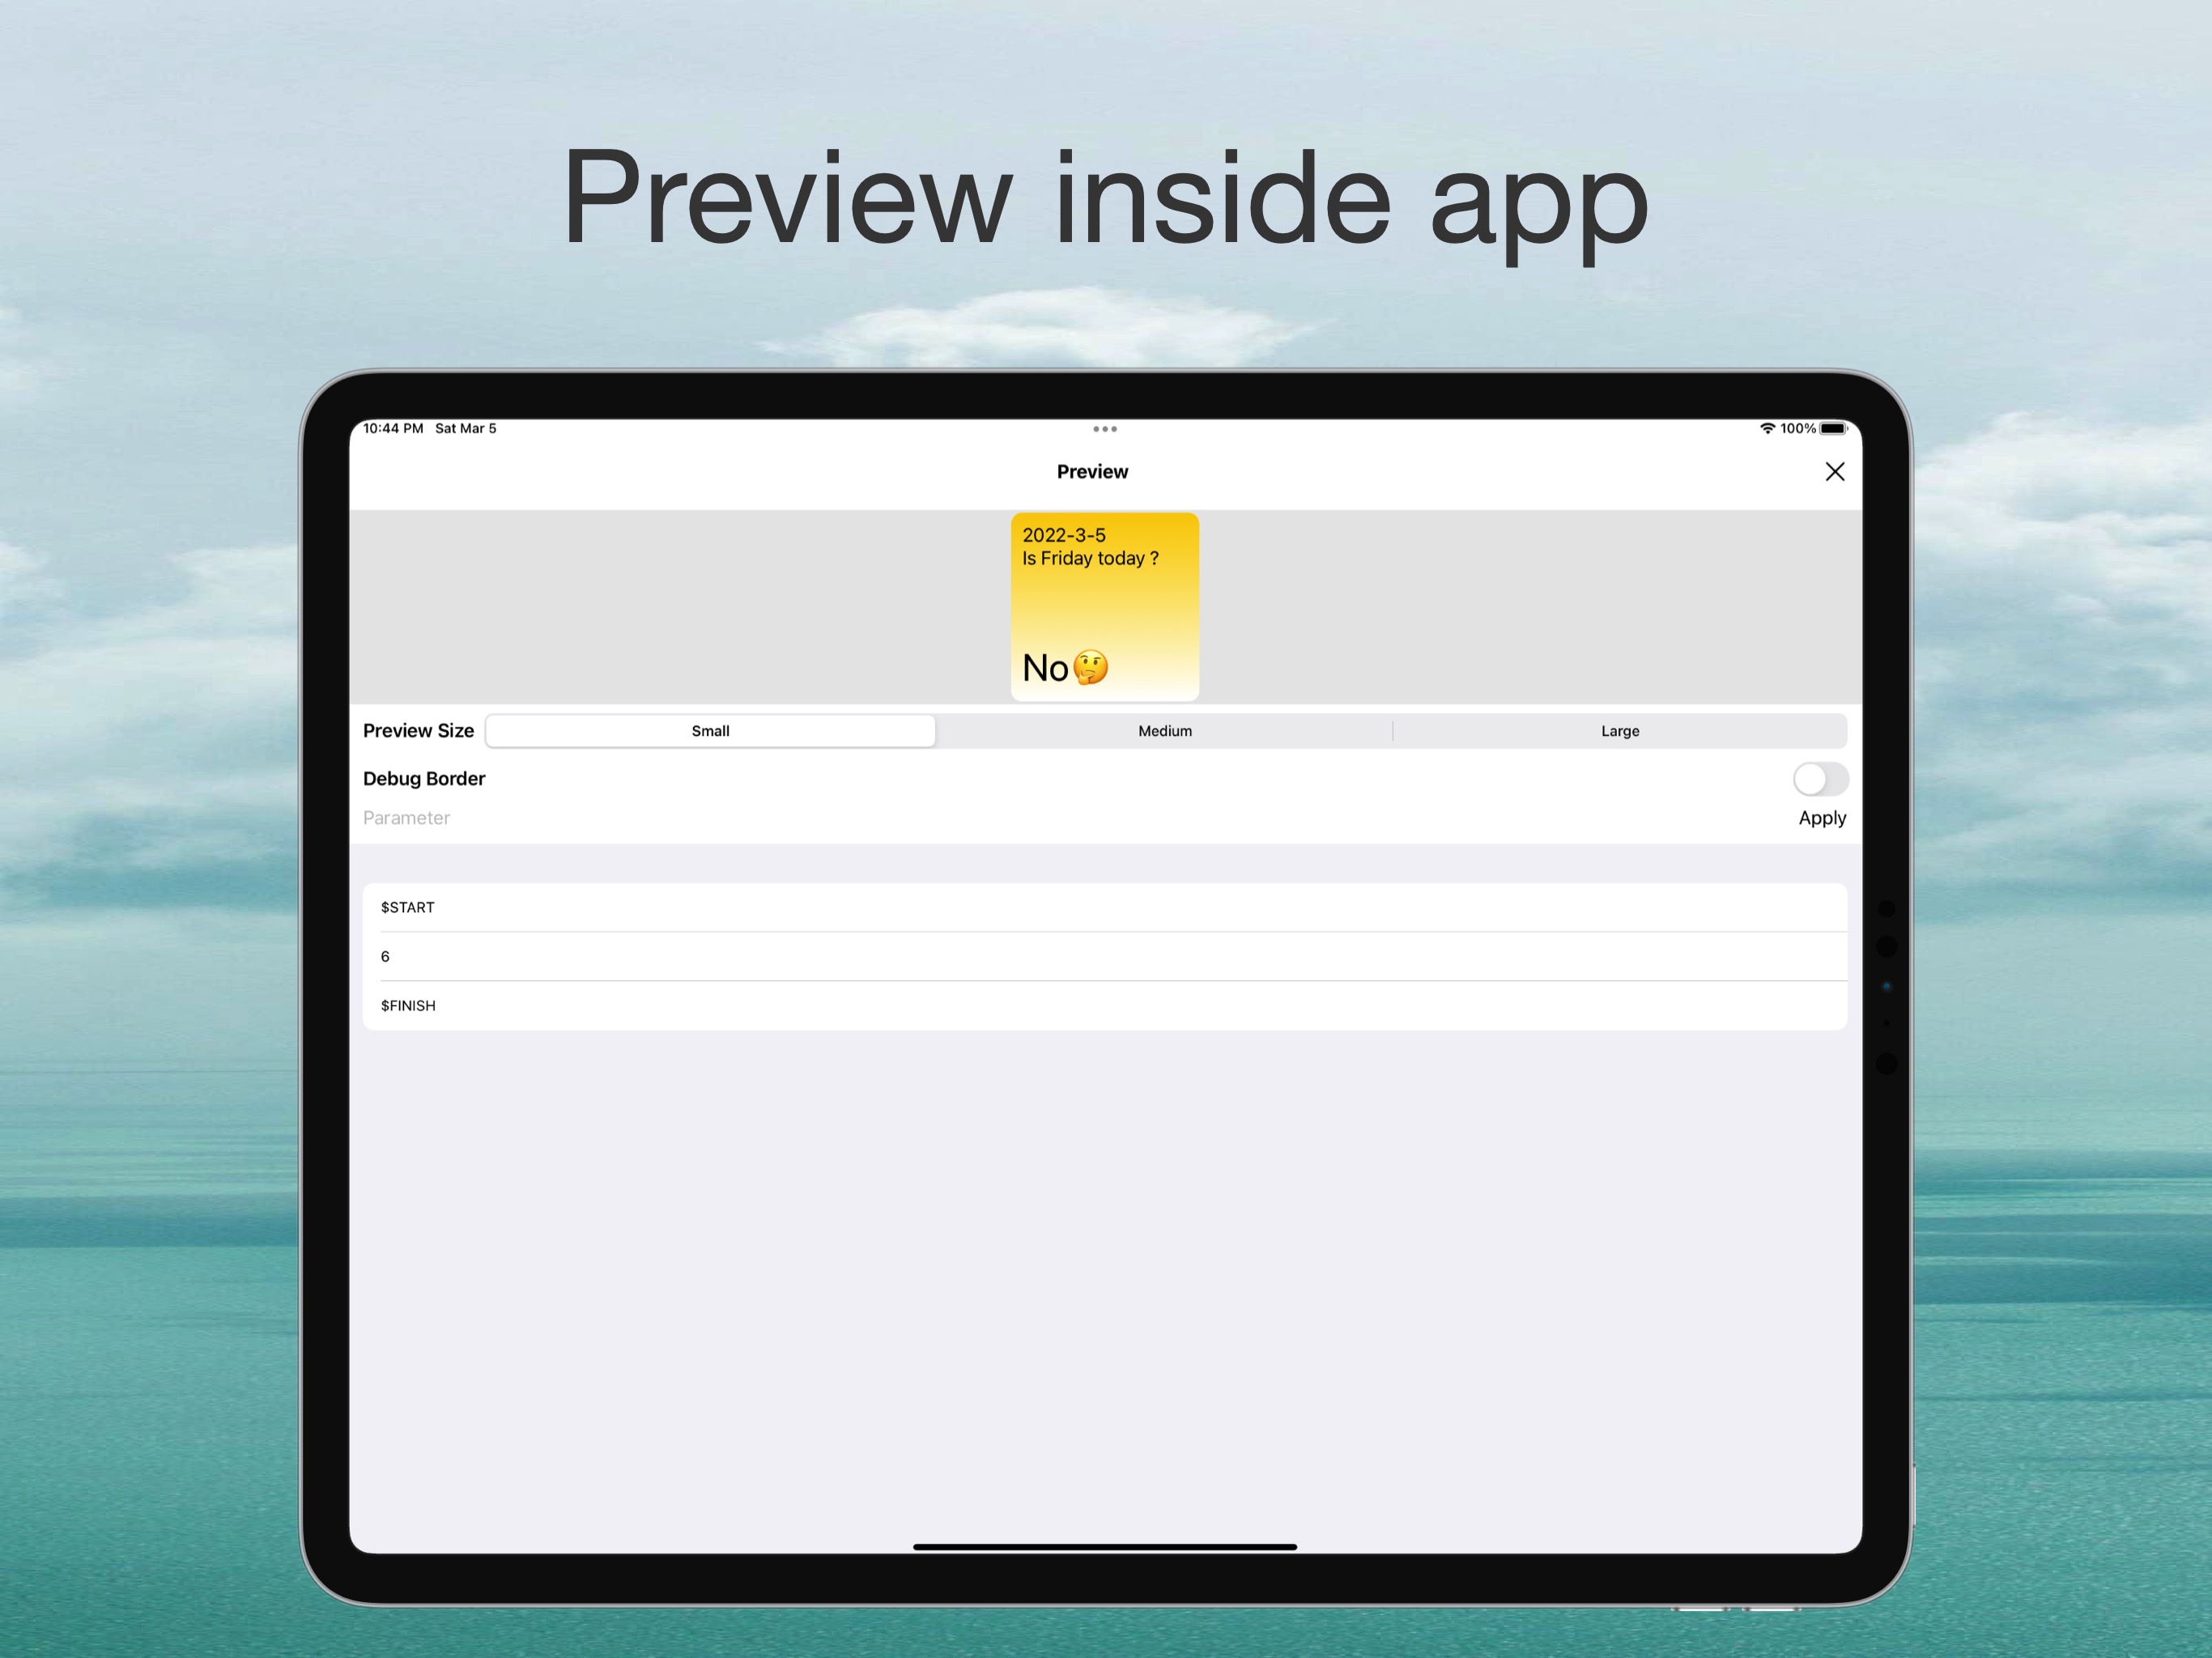 Preview inside app
10:44 PM Sat Mar 5
100%
Preview
2022-3-5
Is Friday today ?
No🤔
Preview Size Small Medium Large
Debug Border
Parameter Apply
$START
6
$FINISH